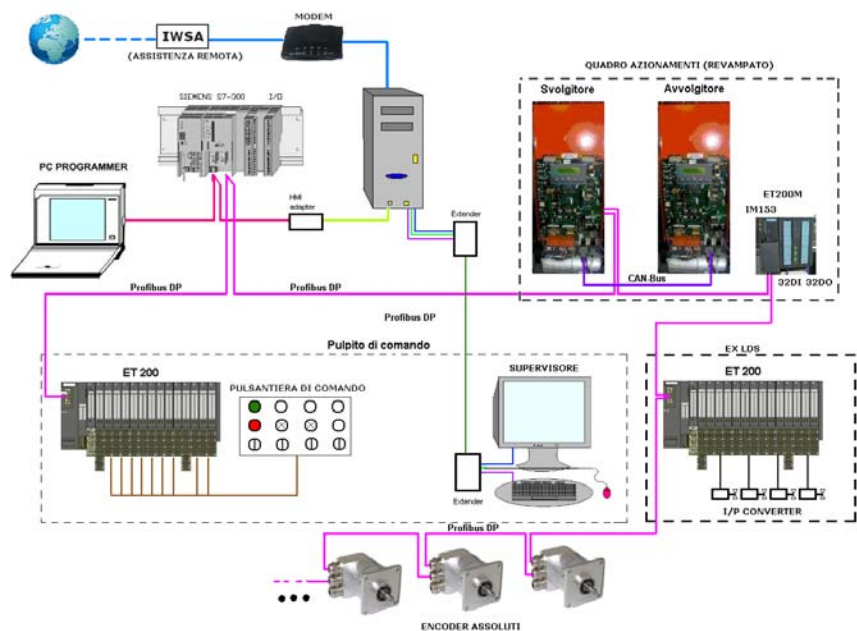 MODEM
IWSA
(ASSISTENZA REMOTA)
QUADRO AZIONAMENTI (REVAMPATO)
Svolgitore
Avvolgitore
SIEMENS S7-300 I/O
PC PROGRAMMER
HMI
adapter
Extender
ET200M
IM153
CAN-Bus
32DI 32DO
Profibus DP
Profibus DP
Profibus DP
Pulpito di comando
EX LDS
ET 200
PULSANTIERA DI COMANDO
SUPERVISORE
ET 200
Extender
I/P CONVERTER
Profibus DP
ENCODER ASSOLUTI